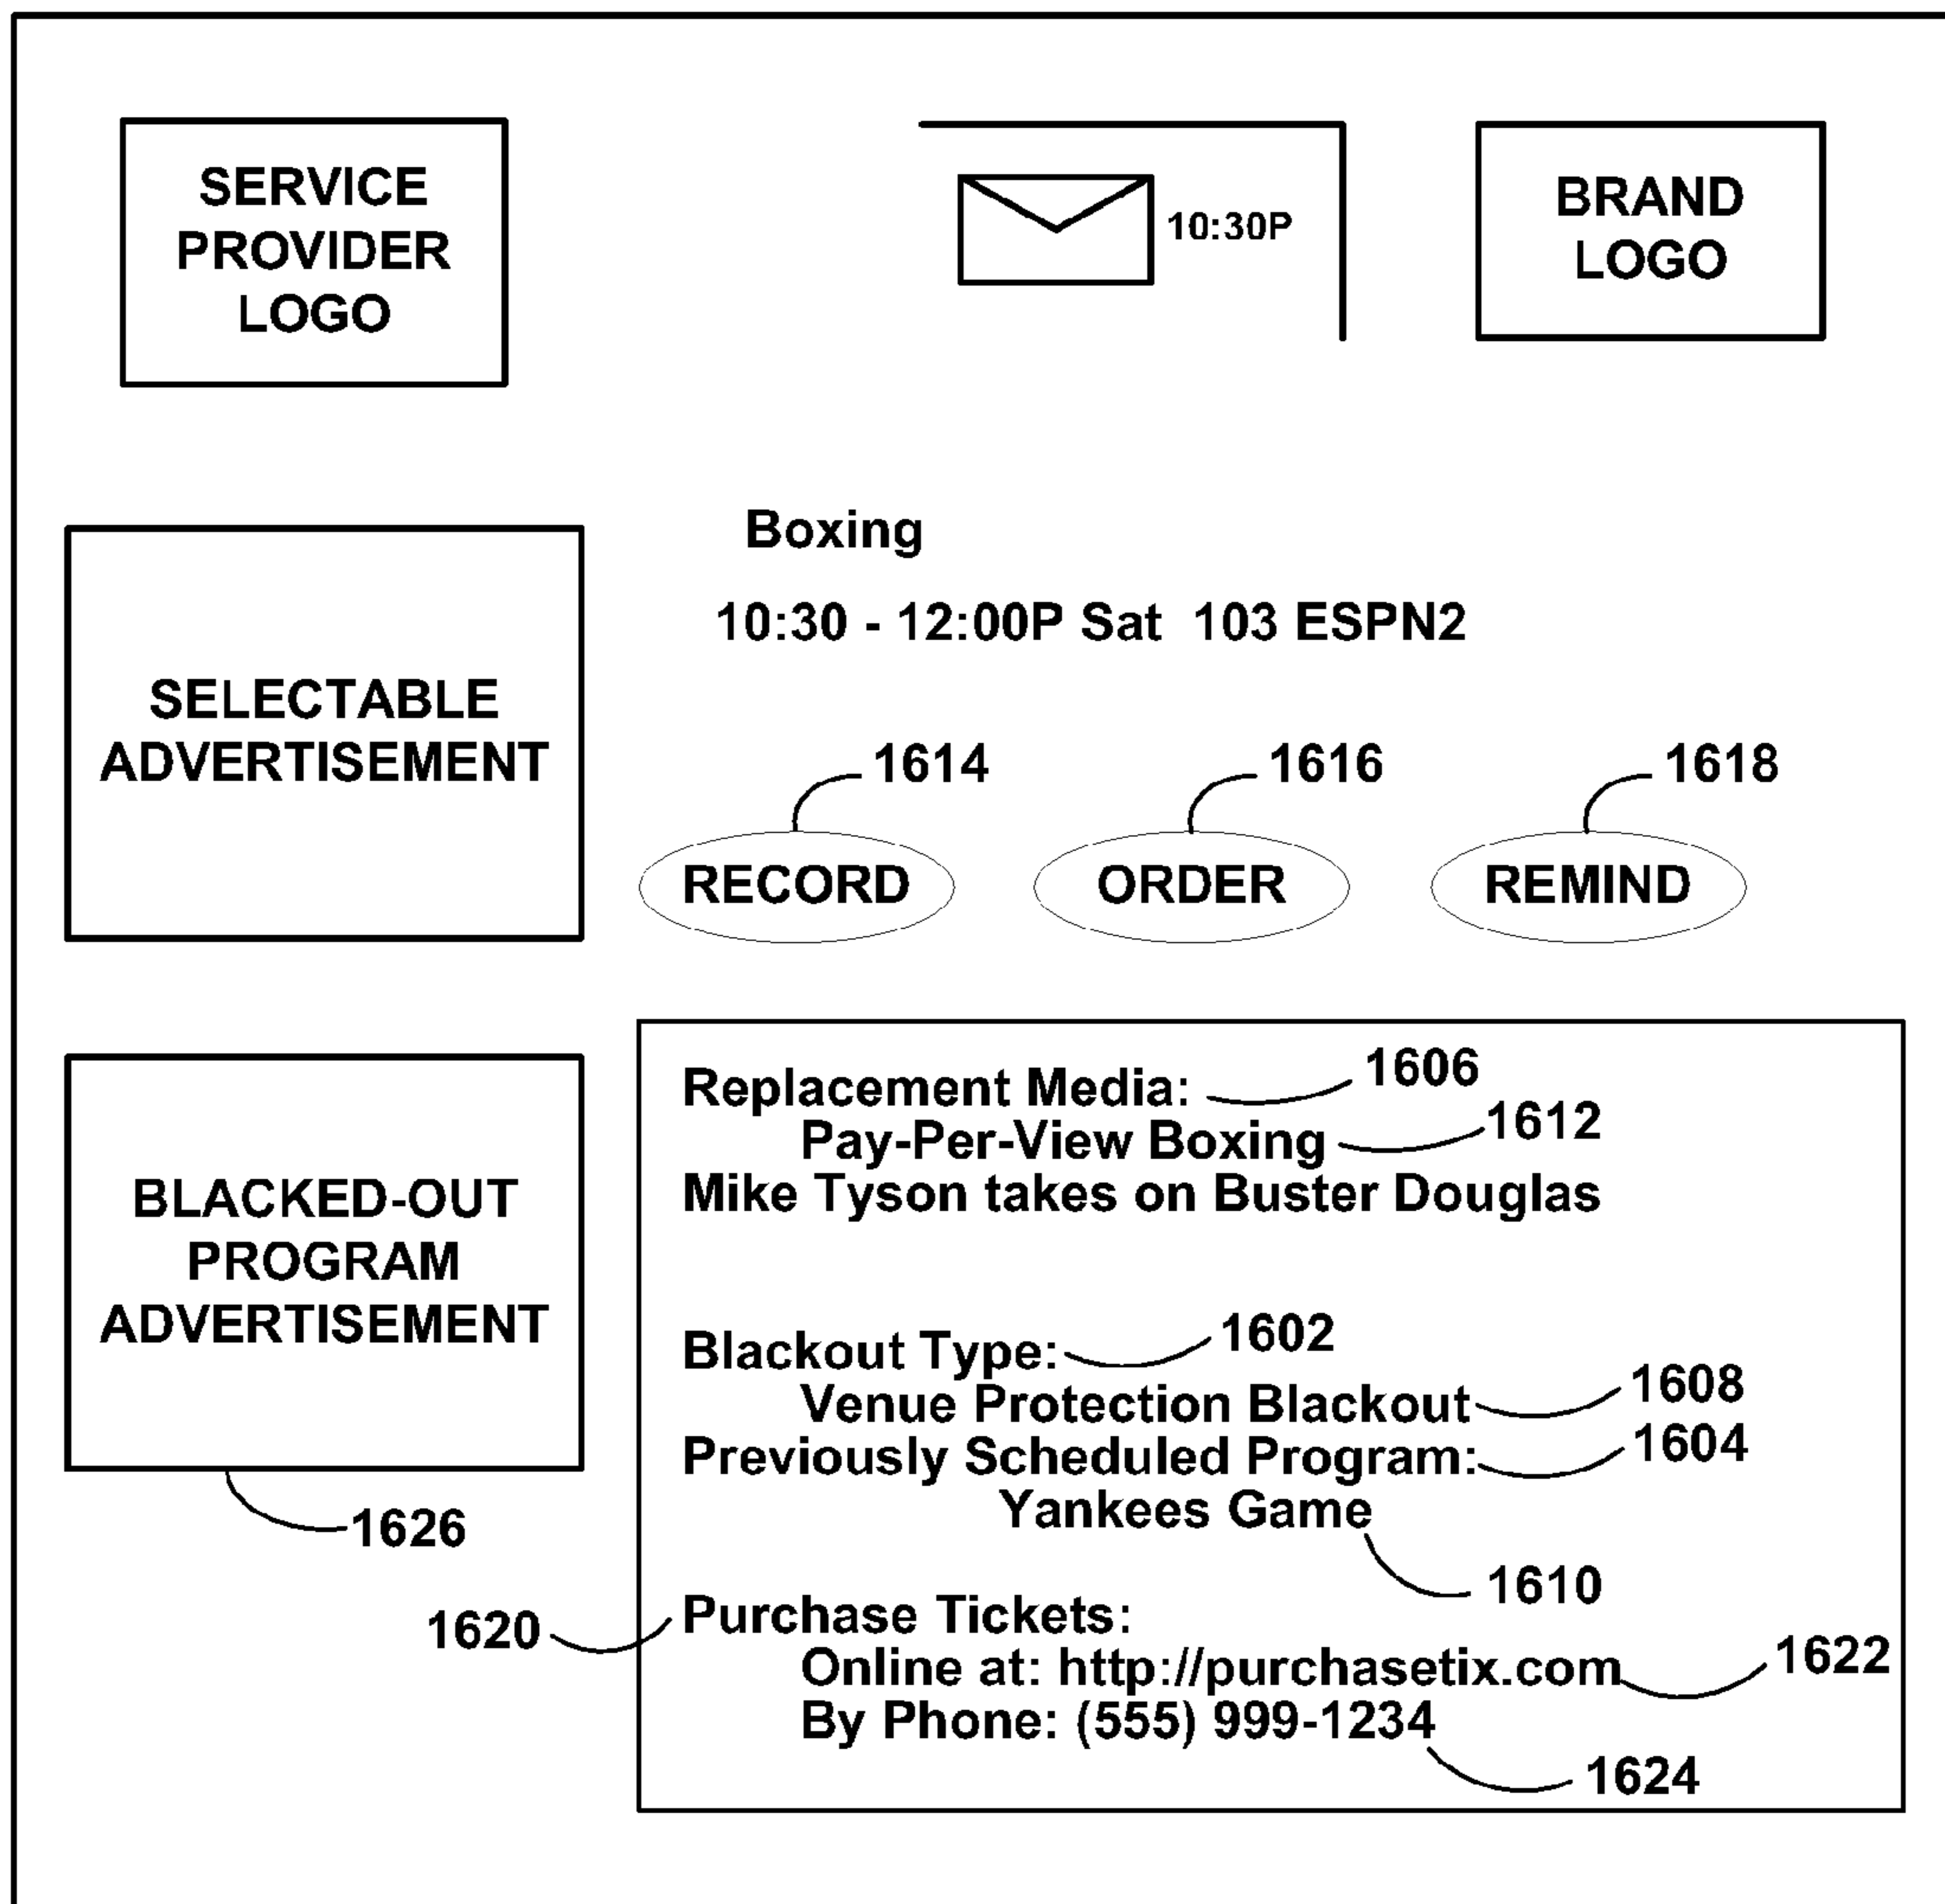 SERVICE
PROVIDER
LOGO
10:30P
BRAND
LOGO
Boxing
10:30 - 12:00P Sat 103 ESPN2
SELECTABLE
ADVERTISEMENT
1614
1616
1618
RECORD
ORDER
REMIND
BLACKED-OUT
PROGRAM
ADVERTISEMENT
1626
Replacement Media: 1606
Pay-Per-View Boxing 1612
Mike Tyson takes on Buster Douglas
Blackout Type: 1602
Venue Protection Blackout 1608
Previously Scheduled Program: 1604
Yankees Game
1610
1620 Purchase Tickets:
Online at: http://purchasetix.com 1622
By Phone: (555) 999-1234
1624